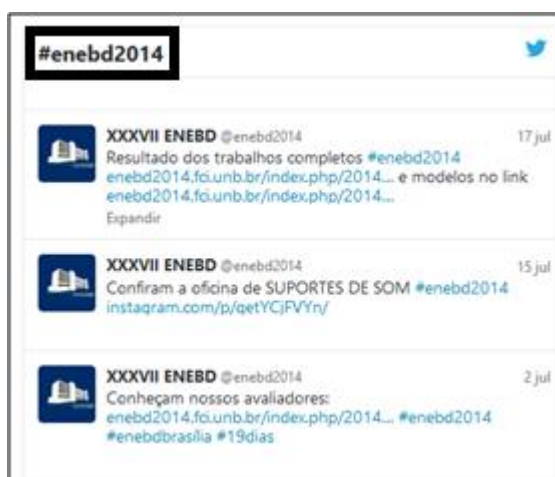 #enebd2014
XXXVII ENEBD @enebd2014 17 jul
Resultado dos trabalhos completos #enebd2014
enebd2014.fci.unb.br/index.php/2014... e modelos no link
enebd2014.fci.unb.br/index.php/2014...
Expandir
XXXVII ENEBD @enebd2014 15 jul
Confiram a oficina de SUPORTES DE SOM #enebd2014
instagram.com/p/qetYCjFVYn/
XXXVII ENEBD @enebd2014 2 jul
Conheçam nossos avaliadores:
enebd2014.fci.unb.br/index.php/2014... #enebd2014
#enebdbrasília #19dias